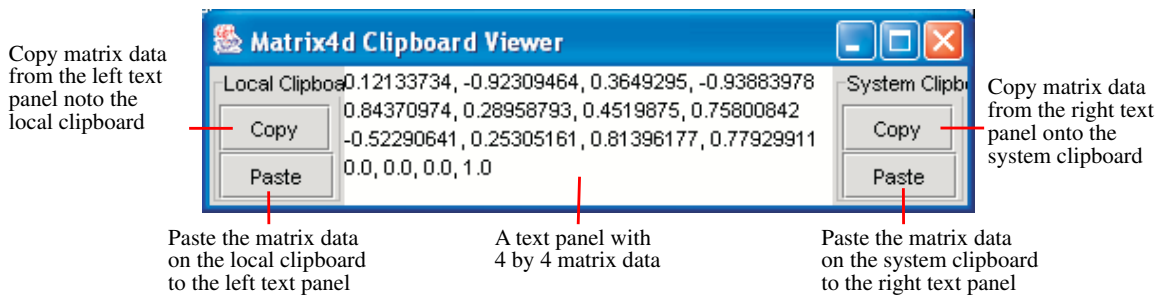 Matrix4d Clipboard Viewer
Copy matrix data
from the left text
panel noto the
local clipboard
Local Clipboa
Copy
Paste
0.12133734, -0.92309464, 0.3649295, -0.93883978
0.84370974, 0.28958793, 0.4519875, 0.75800842
-0.52290641, 0.25305161, 0.81396177, 0.77929911
0.0, 0.0, 0.0, 1.0
System Clipb
Copy
Paste
Copy matrix data
from the right text
panel onto the
system clipboard
Paste the matrix data
on the local clipboard
to the left text panel
A text panel with
4 by 4 matrix data
Paste the matrix data
on the system clipboard
to the right text panel